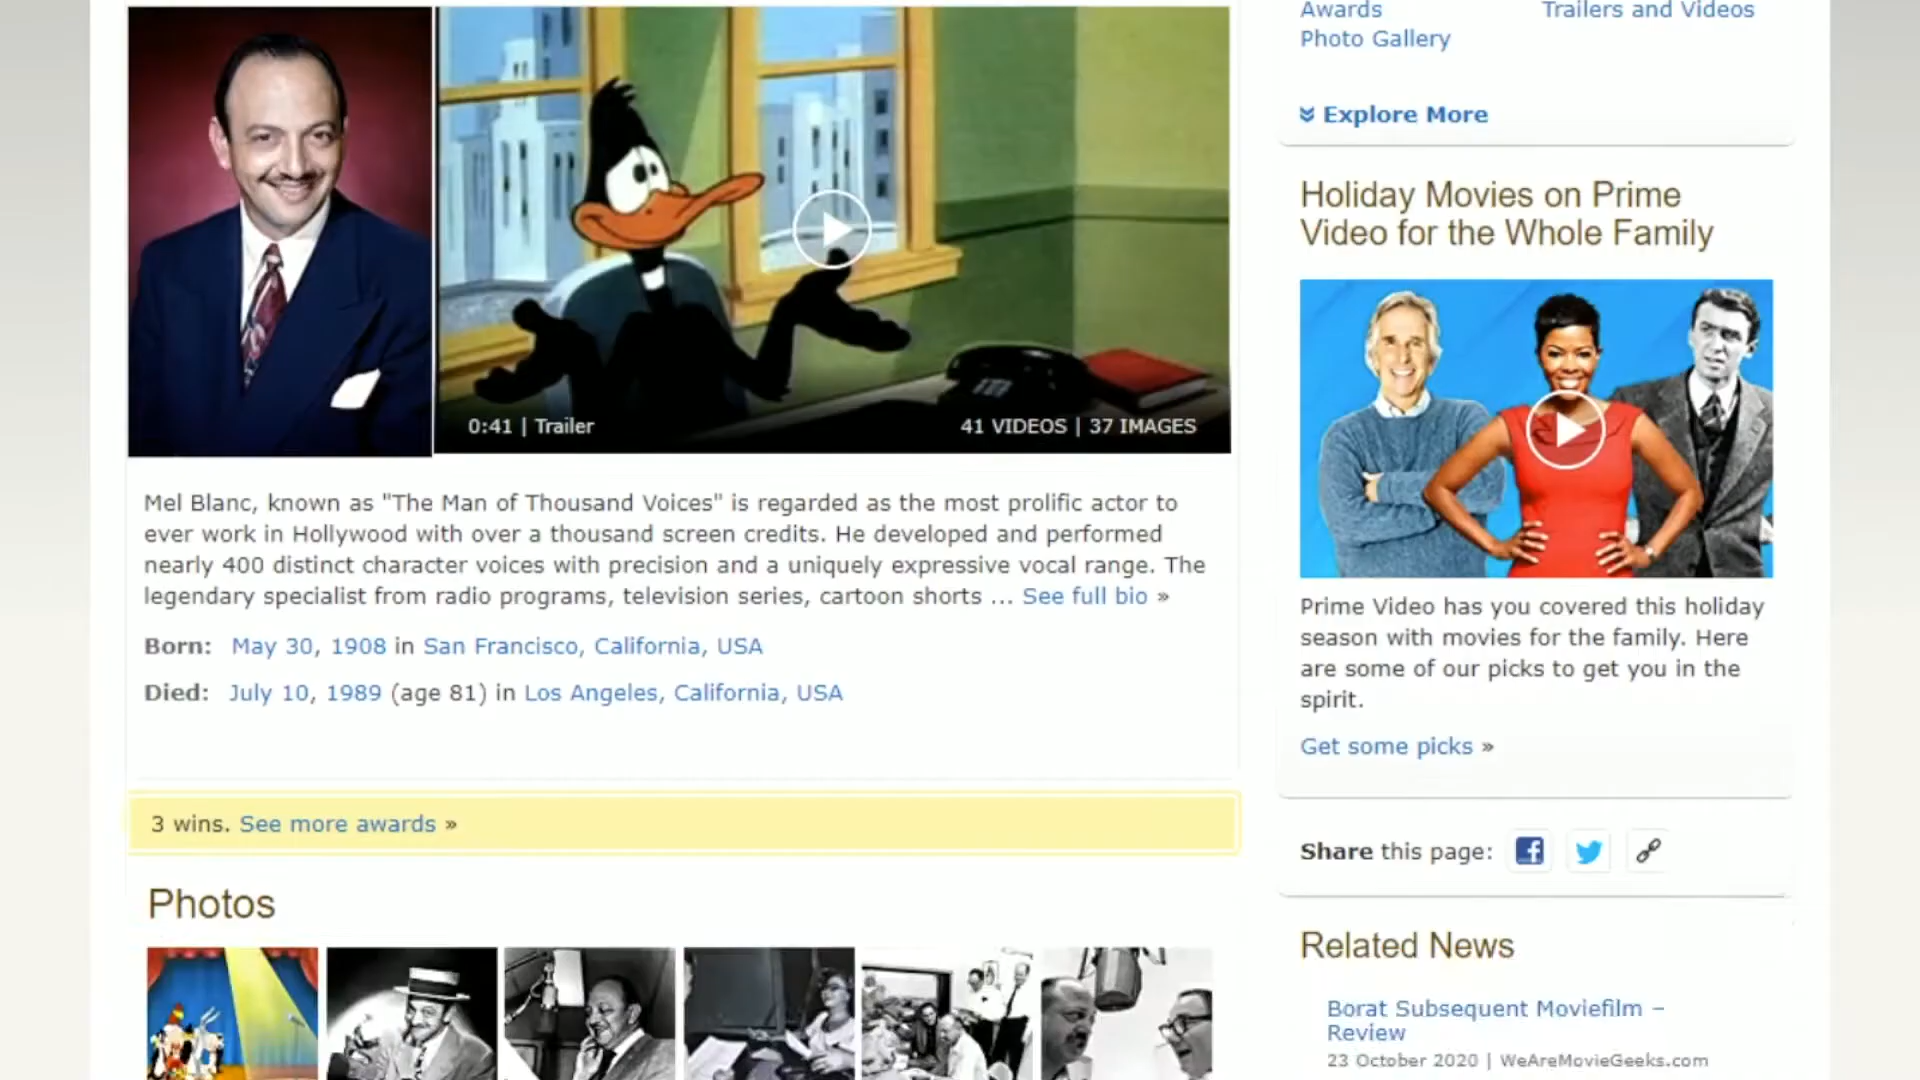 Awards
Trailers and Videos
Photo Gallery
Explore More
0:41 | Trailer
41 VIDEOS | 37 IMAGES
Mel Blanc, known as "The Man of Thousand Voices" is regarded as the most prolific actor to
ever work in Hollywood with over a thousand screen credits. He developed and performed
nearly 400 distinct character voices with precision and a uniquely expressive vocal range. The
legendary specialist from radio programs, television series, cartoon shorts ... See full bio »
Born: May 30, 1908 in San Francisco, California, USA
Died: July 10, 1989 (age 81) in Los Angeles, California, USA
3 wins. See more awards »
Photos
Holiday Movies on Prime
Video for the Whole Family
Prime Video has you covered this holiday
season with movies for the family. Here
are some of our picks to get you in the
spirit.
Get some picks »
Share this page:
Related News
Borat Subsequent Moviefilm –
Review
23 October 2020 | WeAreMovieGeeks.com